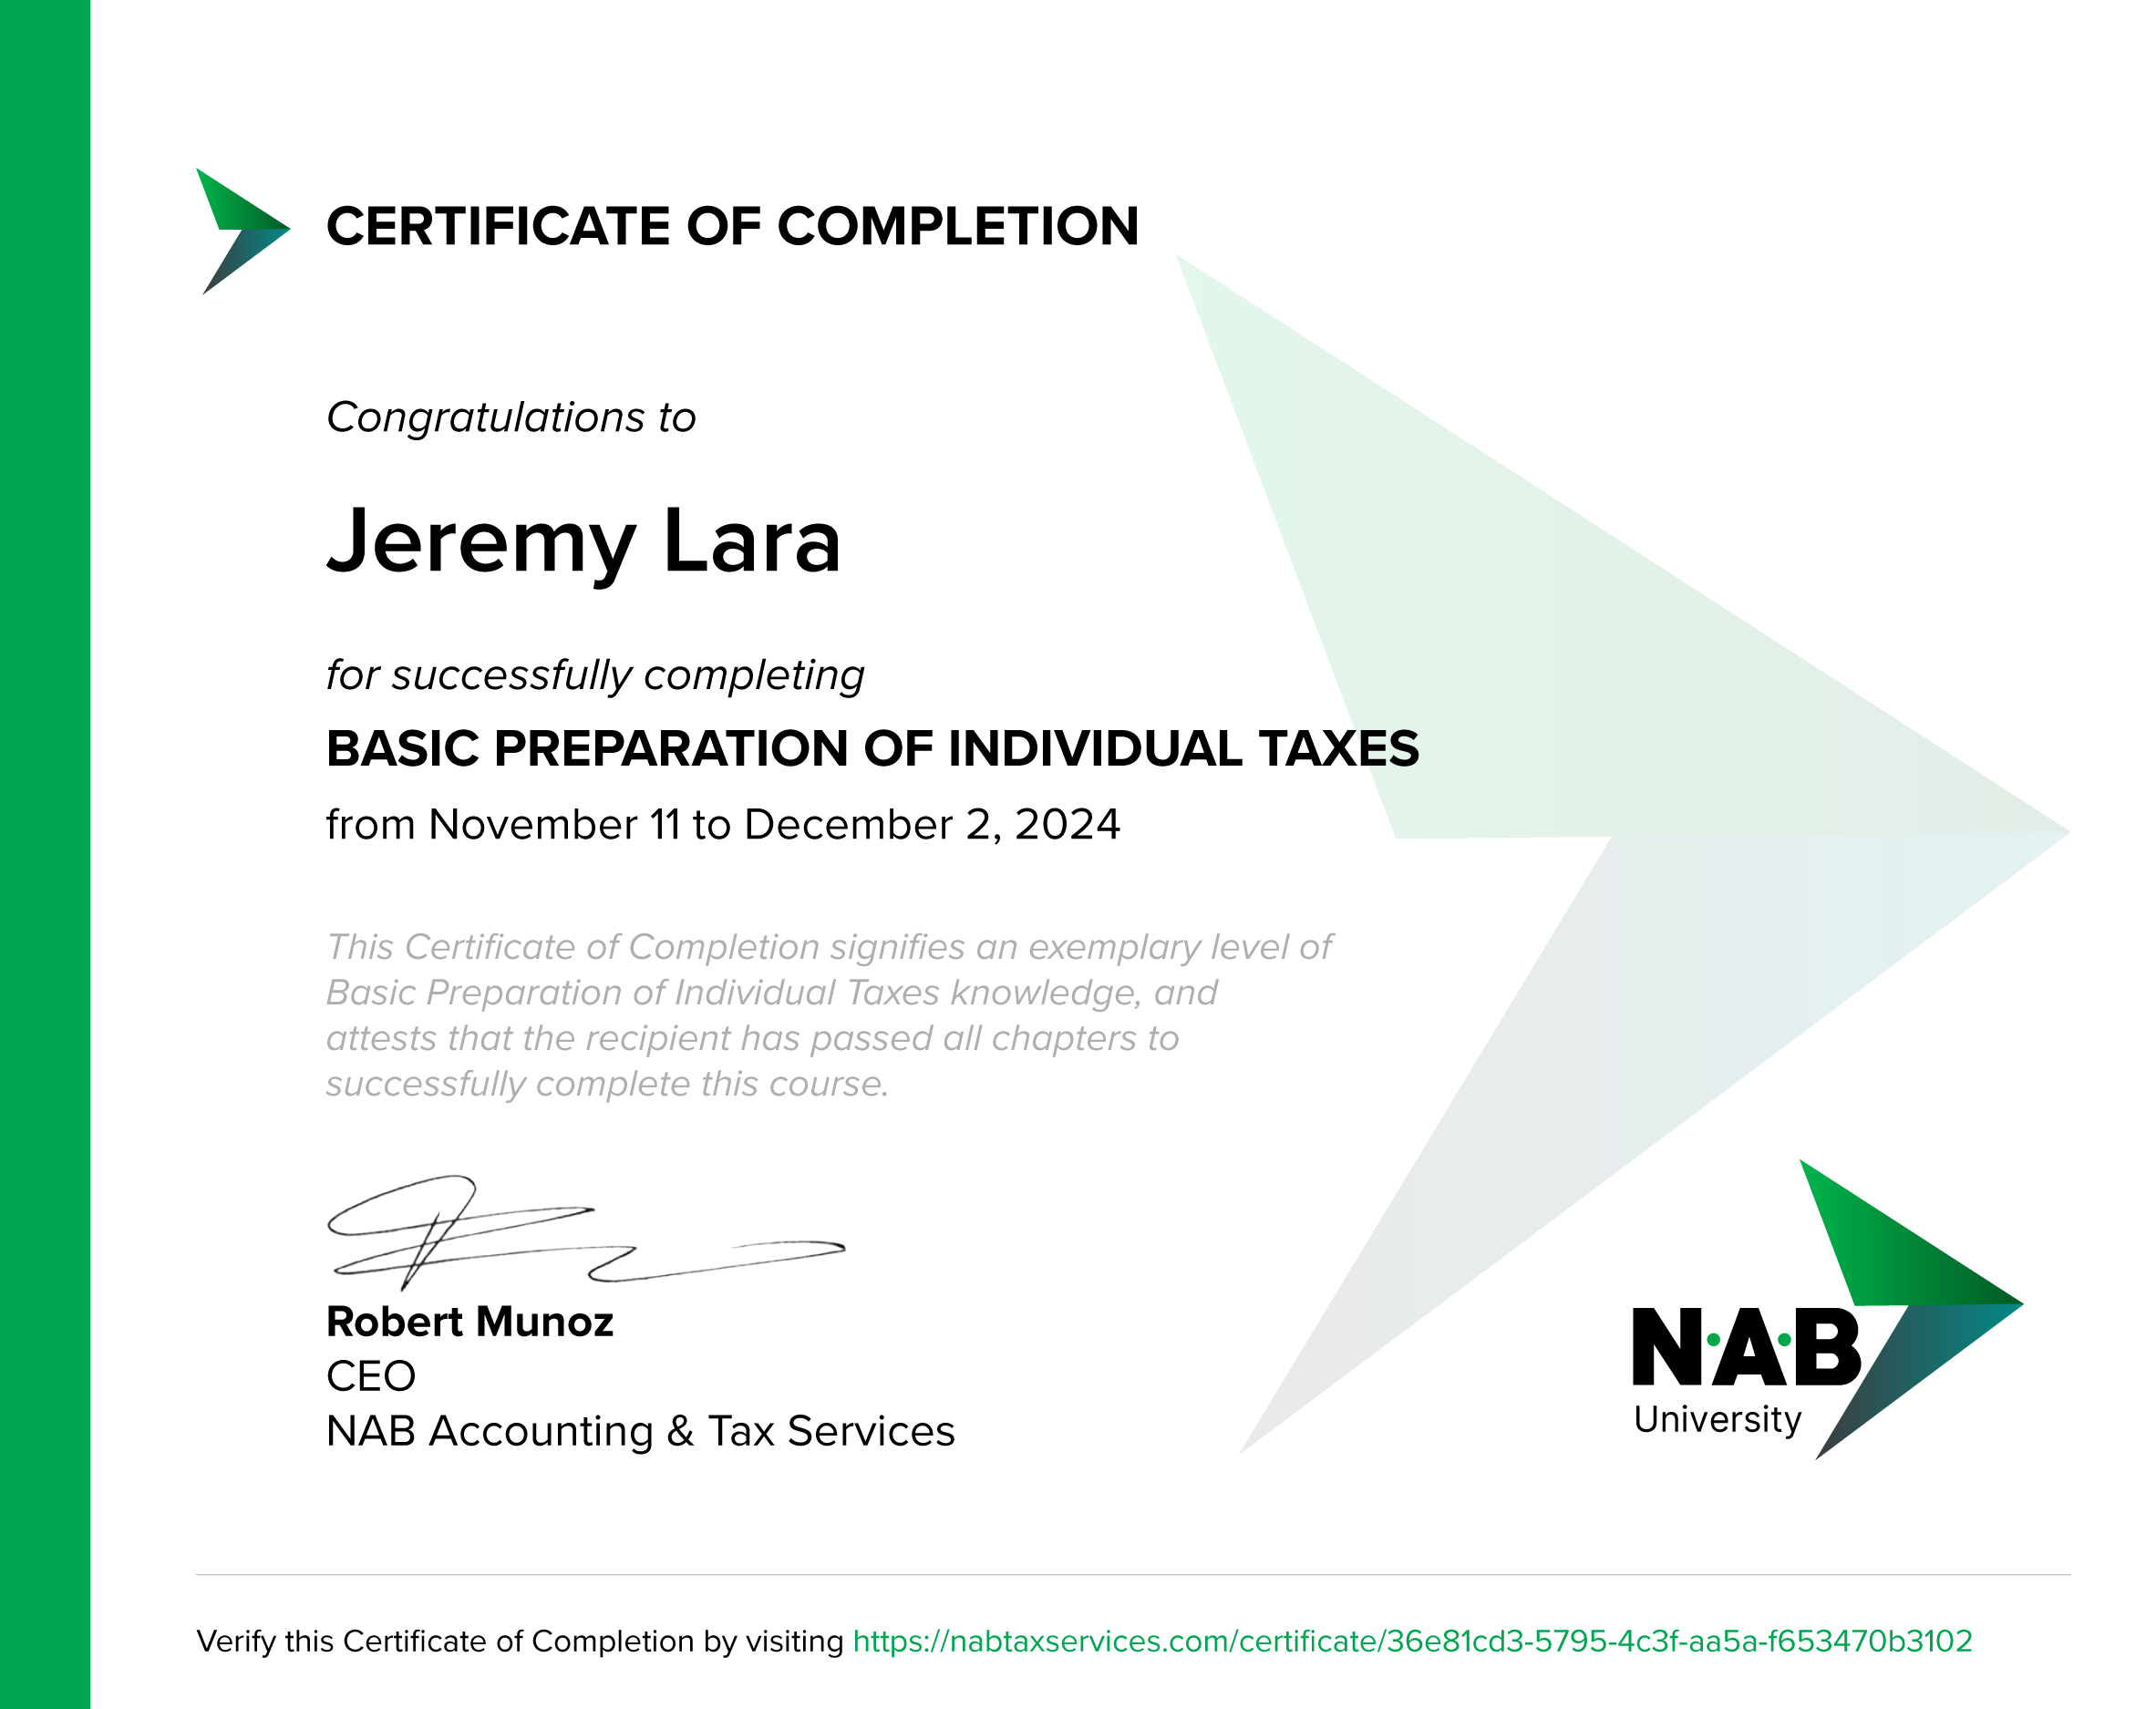 CERTIFICATE OF COMPLETION
Congratulations to
Jeremy Lara
for successfully completing
BASIC PREPARATION OF INDIVIDUAL TAXES
from November 11 to December 2, 2024
This Certificate of Completion signifies an exemplary level of
Basic Preparation of Individual Taxes knowledge, and
attests that the recipient has passed all chapters to
successfully complete this course.
Robert Munoz
CEO
NAB Accounting & Tax Services
N·A·B
University
Verify this Certificate of Completion by visiting https://nabtaxservices.com/certificate/36e81cd3-5795-4c3f-aa5a-f653470b3102